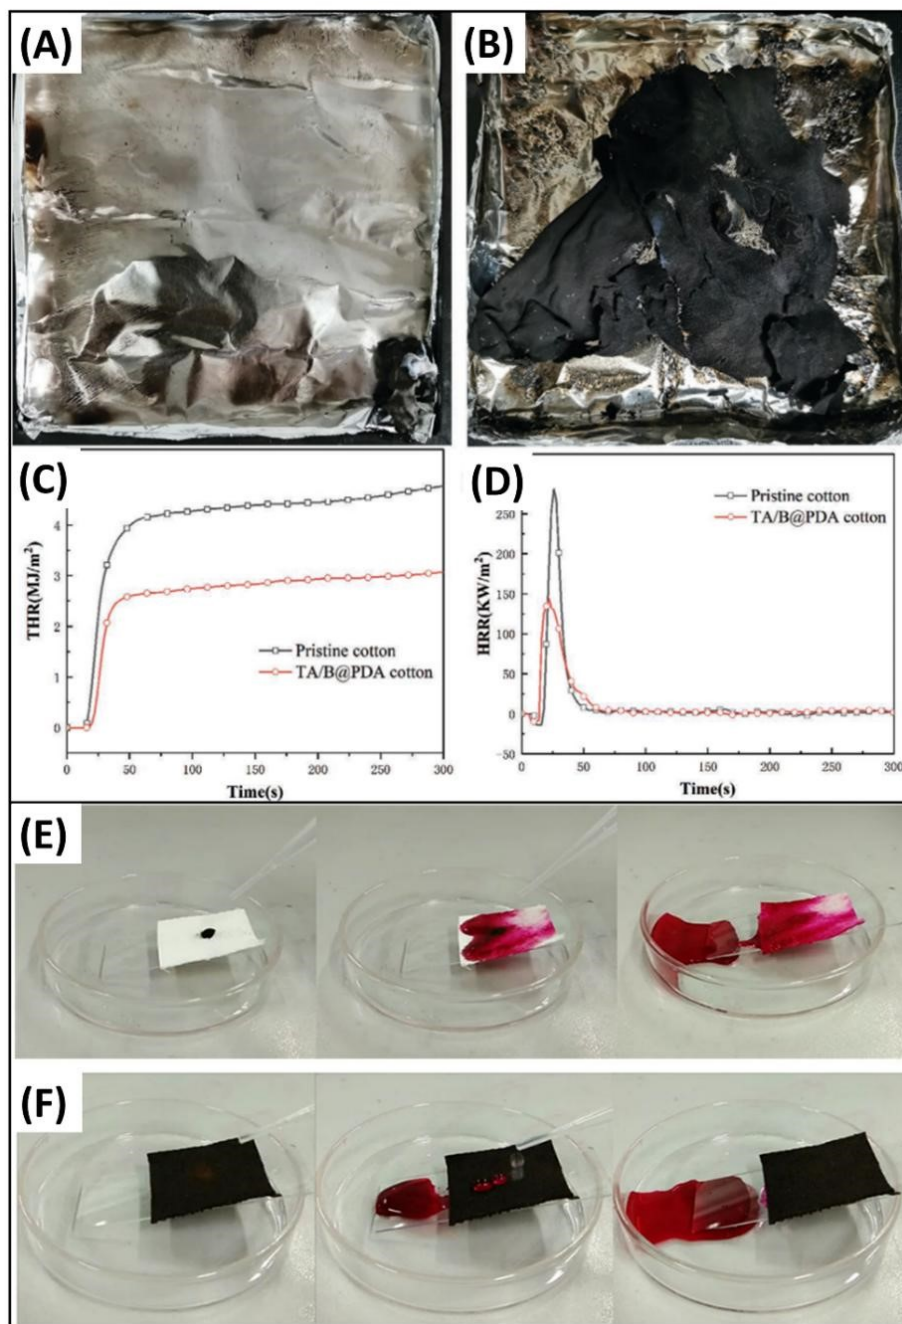 (A)
(B)
(C)
THR(MJ/m²)
4
3
2
1
0
Pristine cotton
TA/B@PDA cotton
0 50 100 150 200 250 300
Time(s)
(D)
HRR(KW/m²)
250
200
150
100
50
0
−50
Pristine cotton
TA/B@PDA cotton
0 50 100 150 200 250 300
Time(s)
(E)
(F)